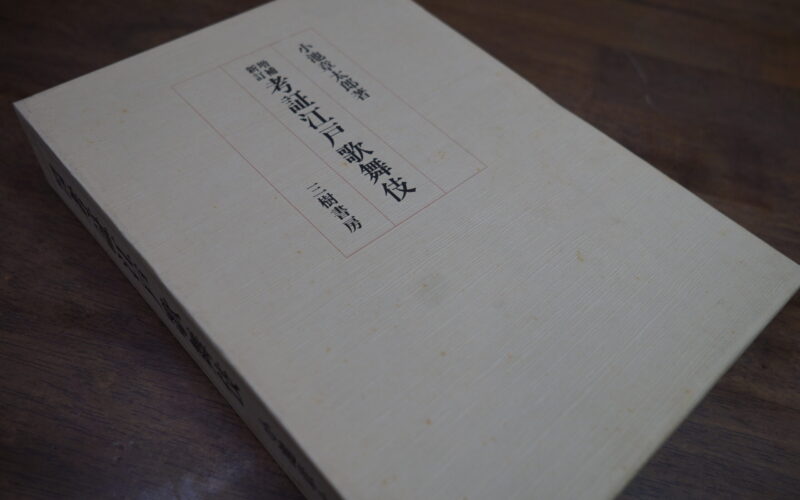 小池章太郎著
増補新訂 考証江戸歌舞伎
三樹書房